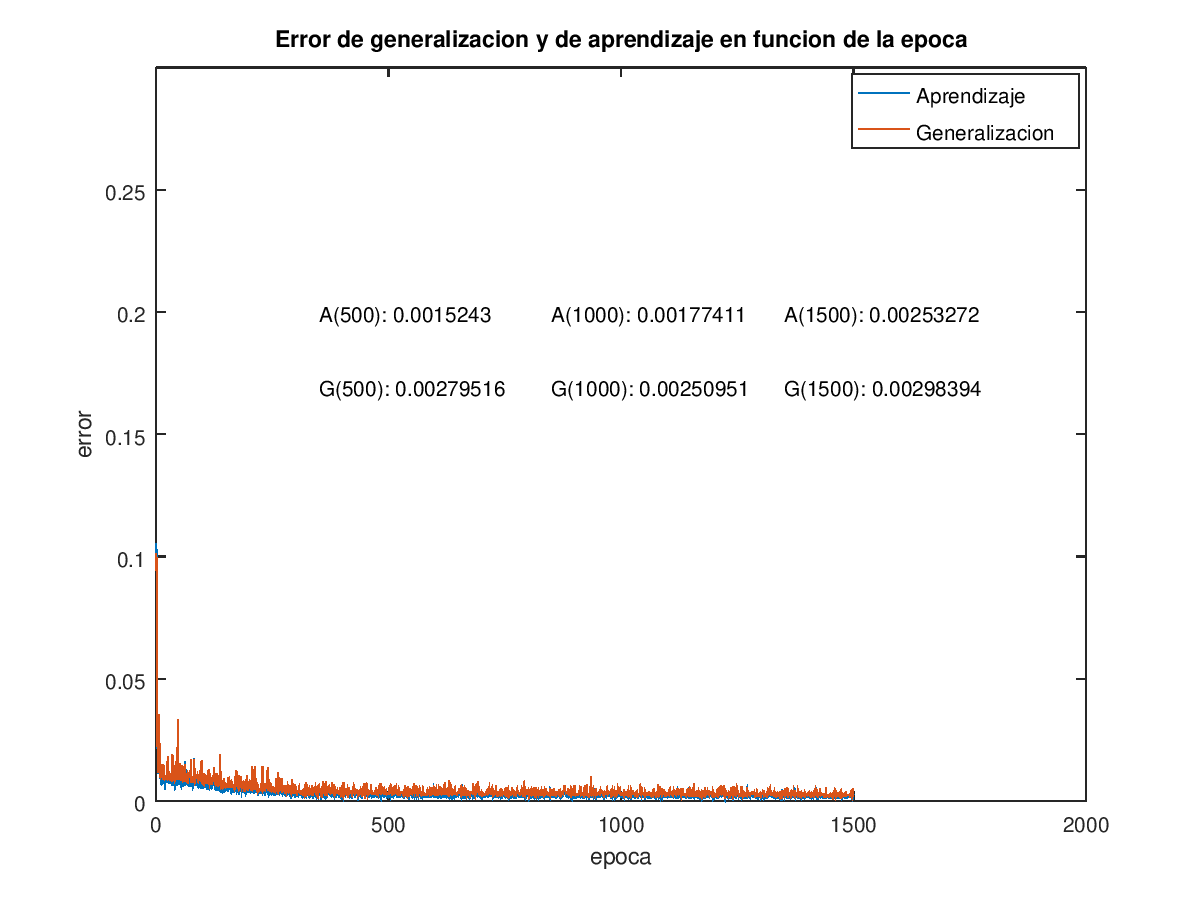 Error de generalizacion y de aprendizaje en funcion de la epoca
Aprendizaje
Generalizacion
0.25
0.2
0.15
0.1
0.05
0
error
A(500): 0.0015243
A(1000): 0.00177411
A(1500): 0.00253272
G(500): 0.00279516
G(1000): 0.00250951
G(1500): 0.00298394
0
500
1000
1500
2000
epoca